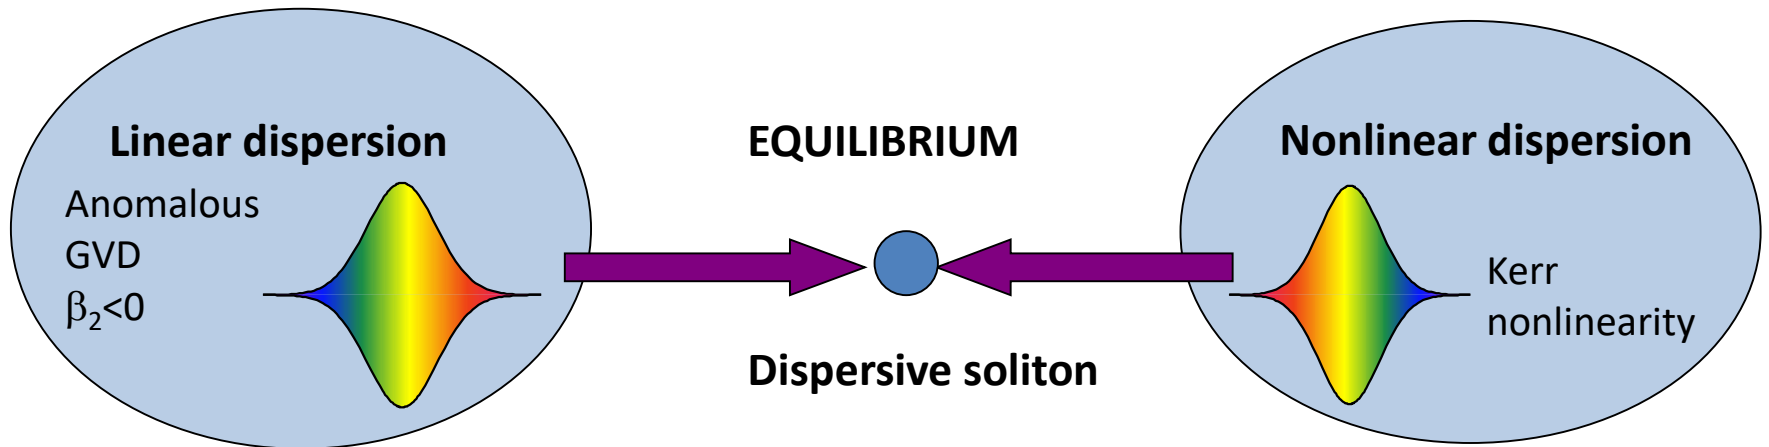 Linear dispersion
Anomalous
GVD
β₂<0
EQUILIBRIUM
Dispersive soliton
Nonlinear dispersion
Kerr
nonlinearity